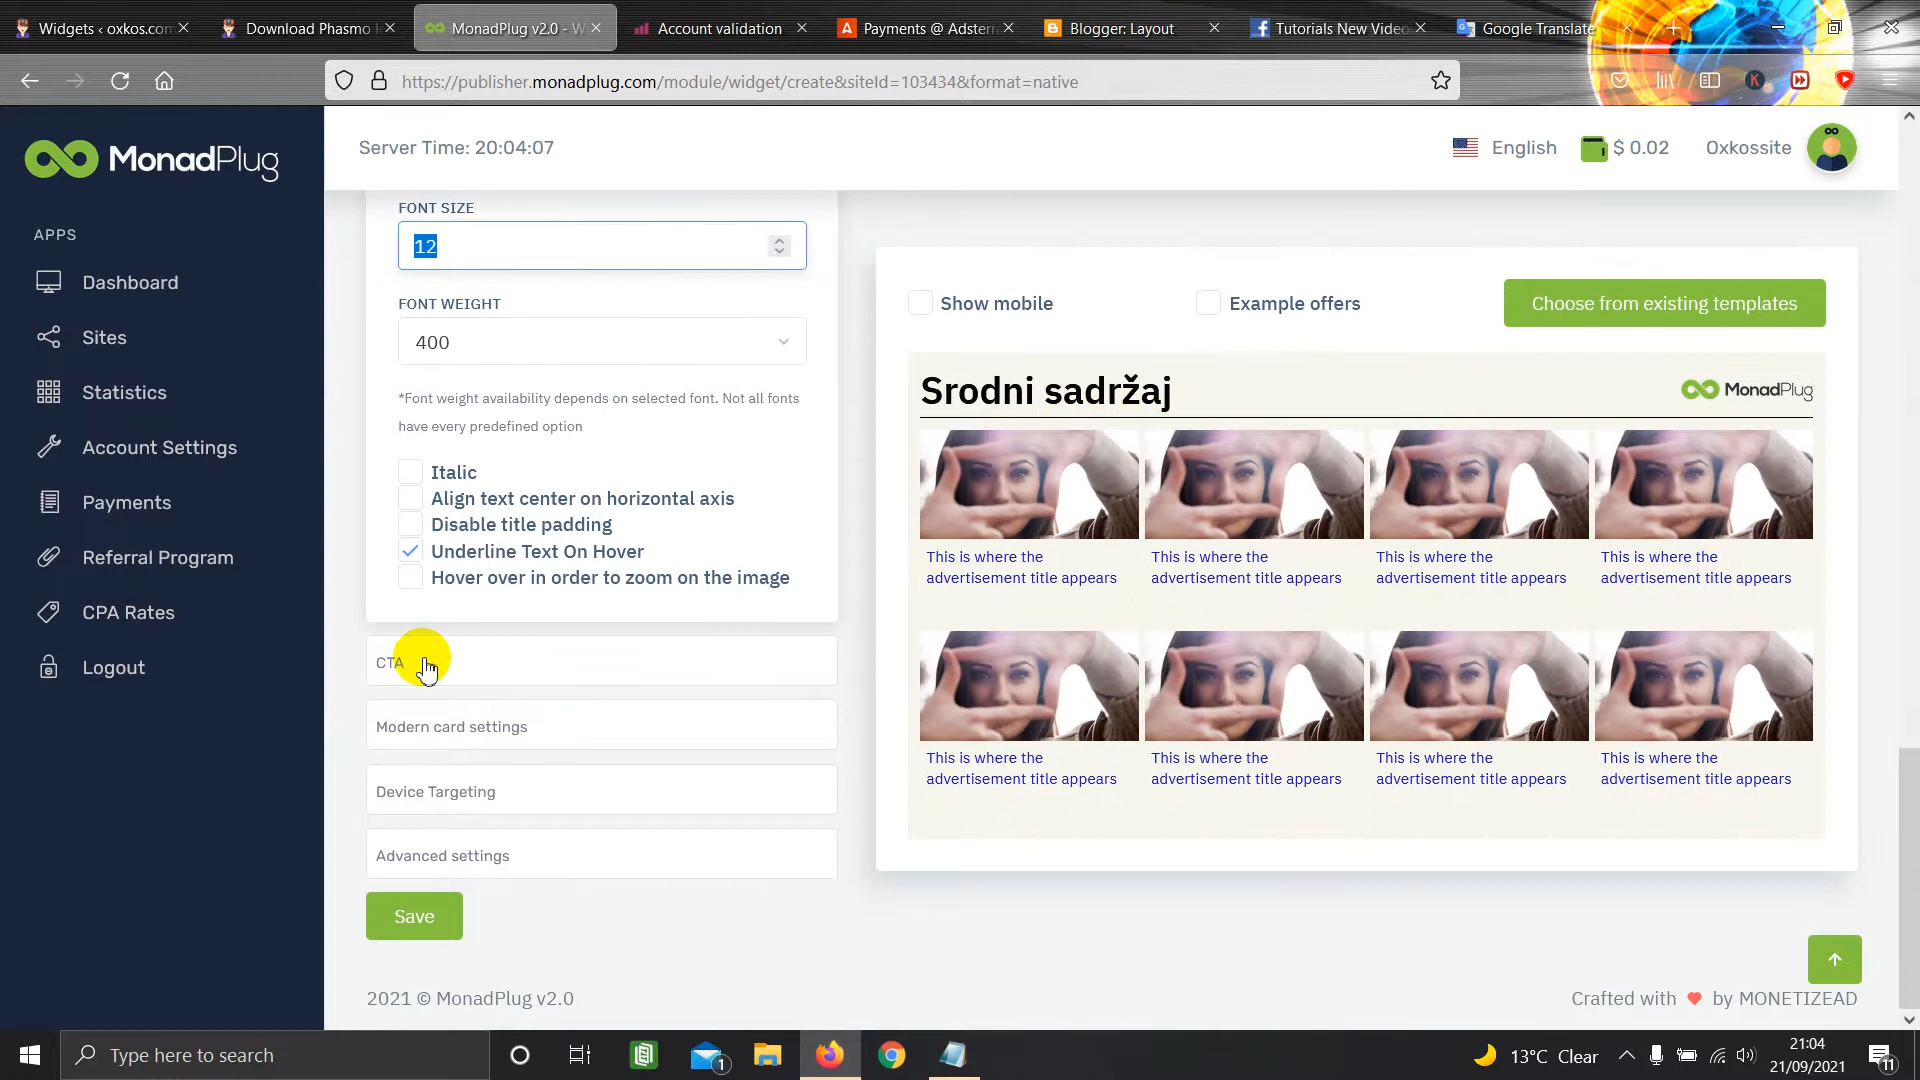 Widgets ‹ oxkos.com
Download Phasmo
MonadPlug v2.0 - W
Account validation
Payments @ Adsterr
Blogger: Layout
Tutorials New Video
Google Translate
https://publisher.monadplug.com/module/widget/create&siteId=103434&format=native
MonadPlug
Server Time: 20:04:07
English
$ 0.02
Oxkossite
APPS
Dashboard
Sites
Statistics
Account Settings
Payments
Referral Program
CPA Rates
Logout
FONT SIZE
12
FONT WEIGHT
400
*Font weight availability depends on selected font. Not all fonts
have every predefined option
Italic
Align text center on horizontal axis
Disable title padding
Underline Text On Hover
Hover over in order to zoom on the image
CTA
Modern card settings
Device Targeting
Advanced settings
Save
Show mobile
Example offers
Choose from existing templates
Srodni sadržaj
MonadPlug
This is where the
advertisement title appears
This is where the
advertisement title appears
This is where the
advertisement title appears
This is where the
advertisement title appears
This is where the
advertisement title appears
This is where the
advertisement title appears
This is where the
advertisement title appears
This is where the
advertisement title appears
2021 © MonadPlug v2.0
Crafted with ♥ by MONETIZEAD
Type here to search
1
13°C Clear
21:04
21/09/2021
11